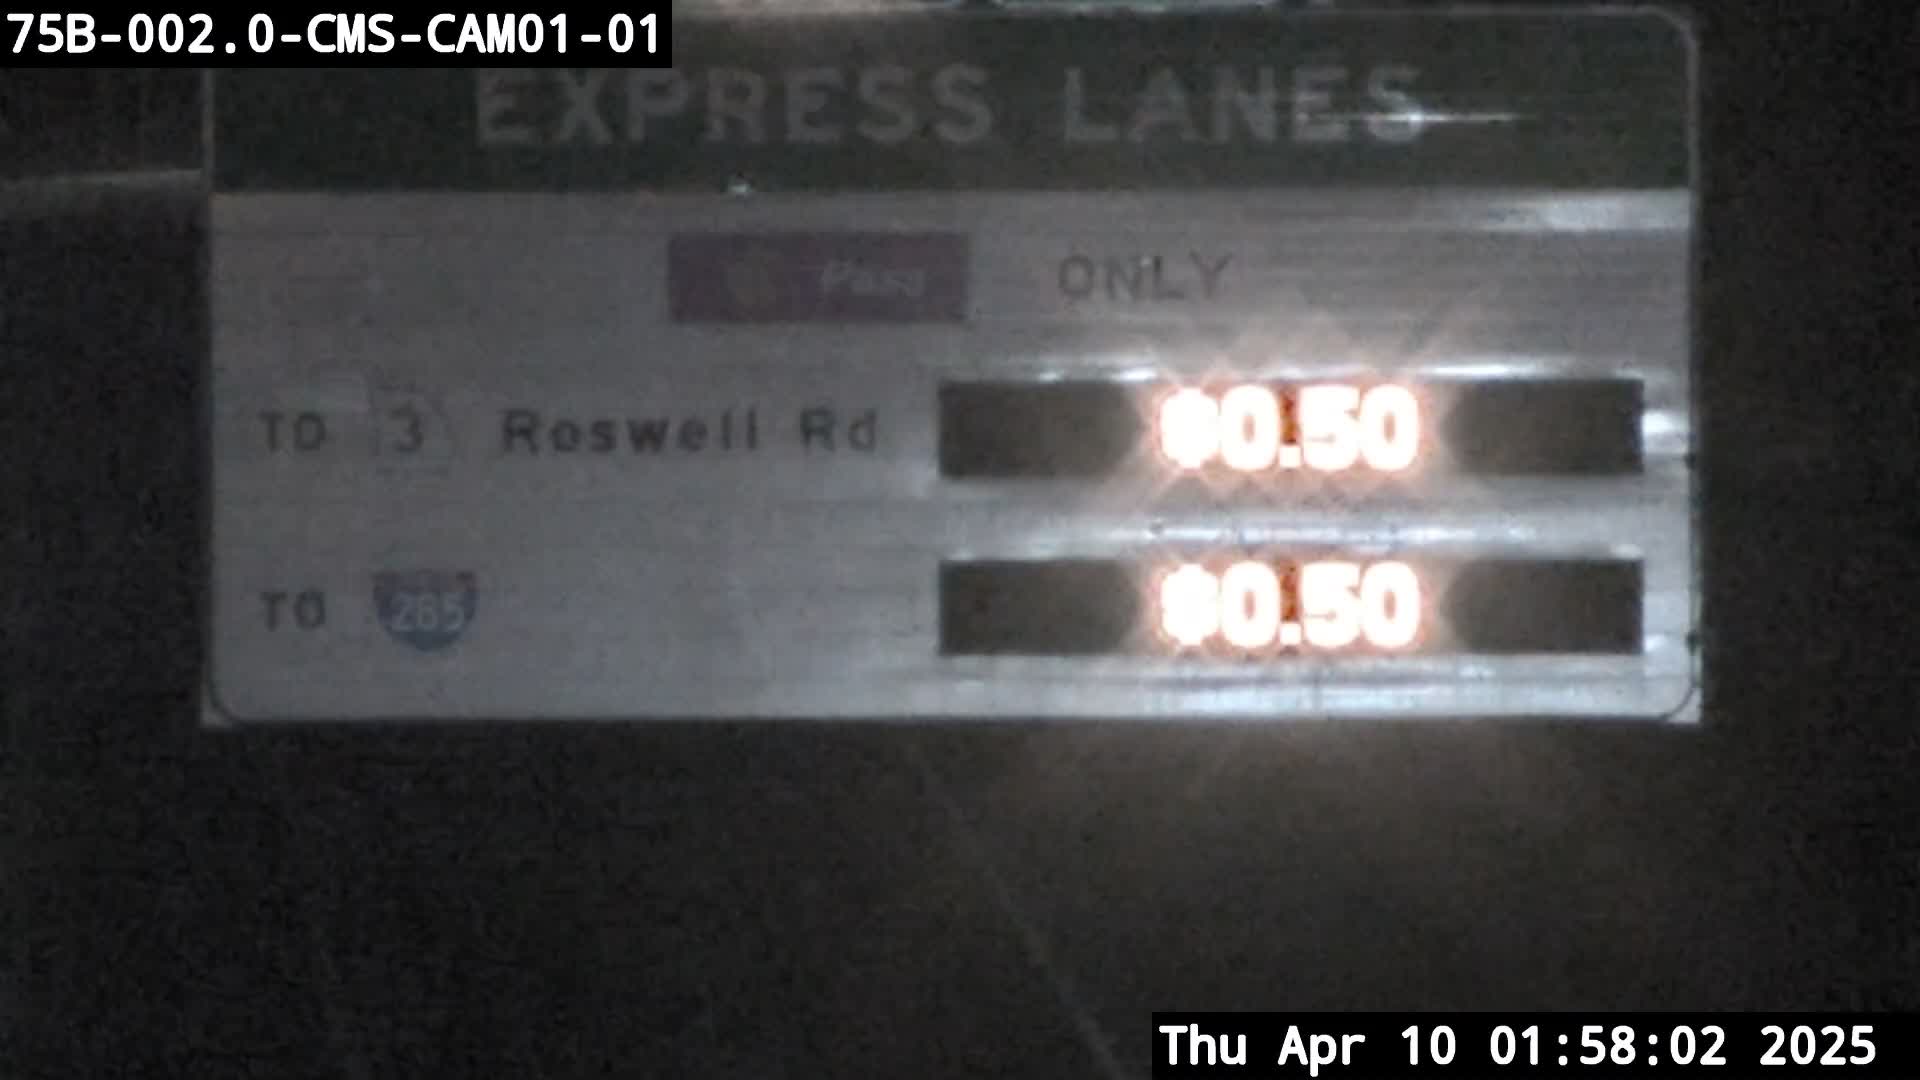 75B-002.0-CMS-CAM01-01
EXPRESS LANES
Pass ONLY
TO 3 Roswell Rd $0.50
TO 285 $0.50
Thu Apr 10 01:58:02 2025